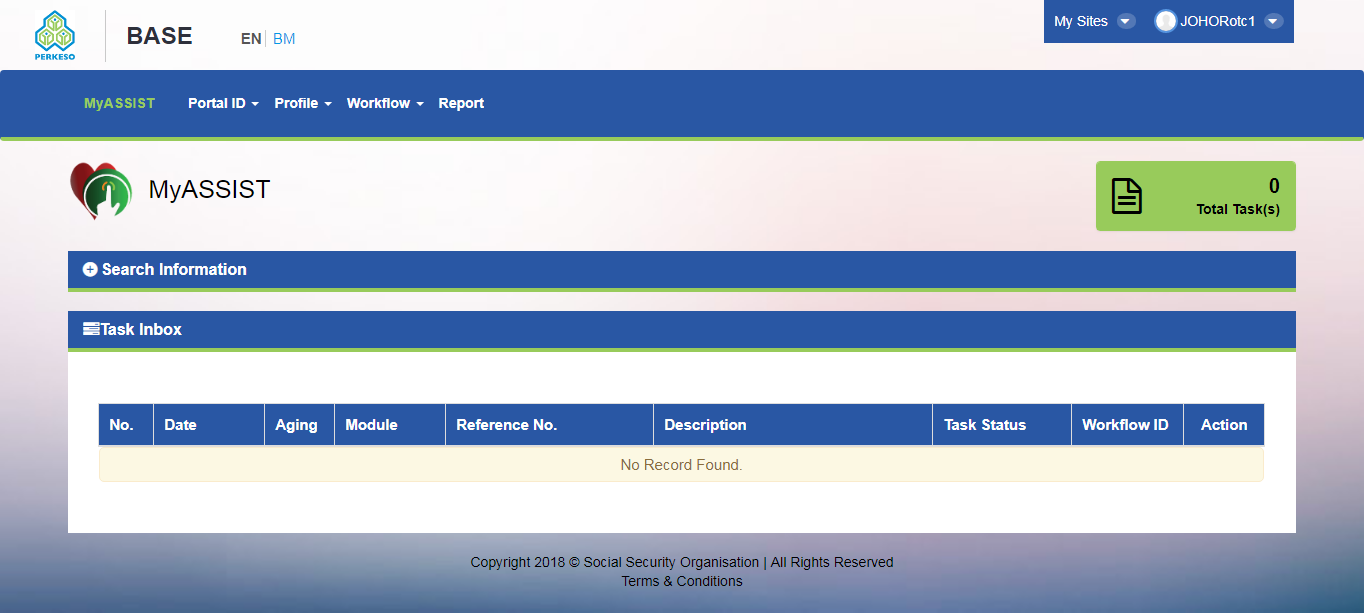 PERKESO
BASE
EN BM
My Sites
JOHORotc1
MyASSIST Portal ID Profile Workflow Report
MyASSIST
0
Total Task(s)
Search Information
Task Inbox
No. Date Aging Module Reference No. Description Task Status Workflow ID Action
No Record Found.
Copyright 2018 © Social Security Organisation | All Rights Reserved
Terms & Conditions